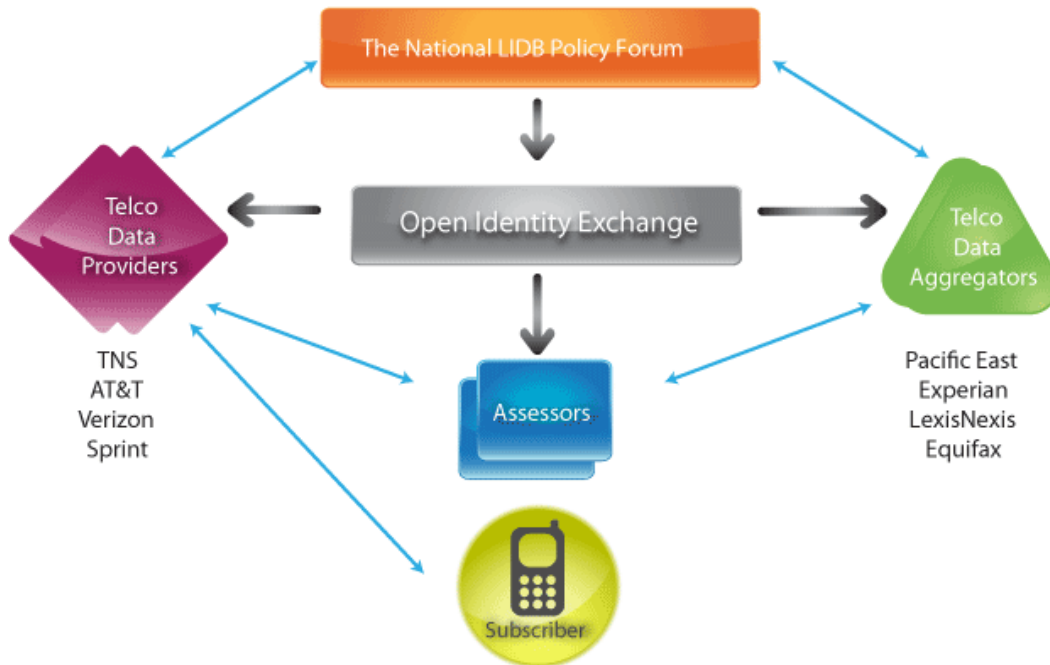 The National LIDB Policy Forum
Telco
Data
Providers
Open Identity Exchange
Telco
Data
Aggregators
TNS
AT&T
Verizon
Sprint
Assessors
Pacific East
Experian
LexisNexis
Equifax
Subscriber